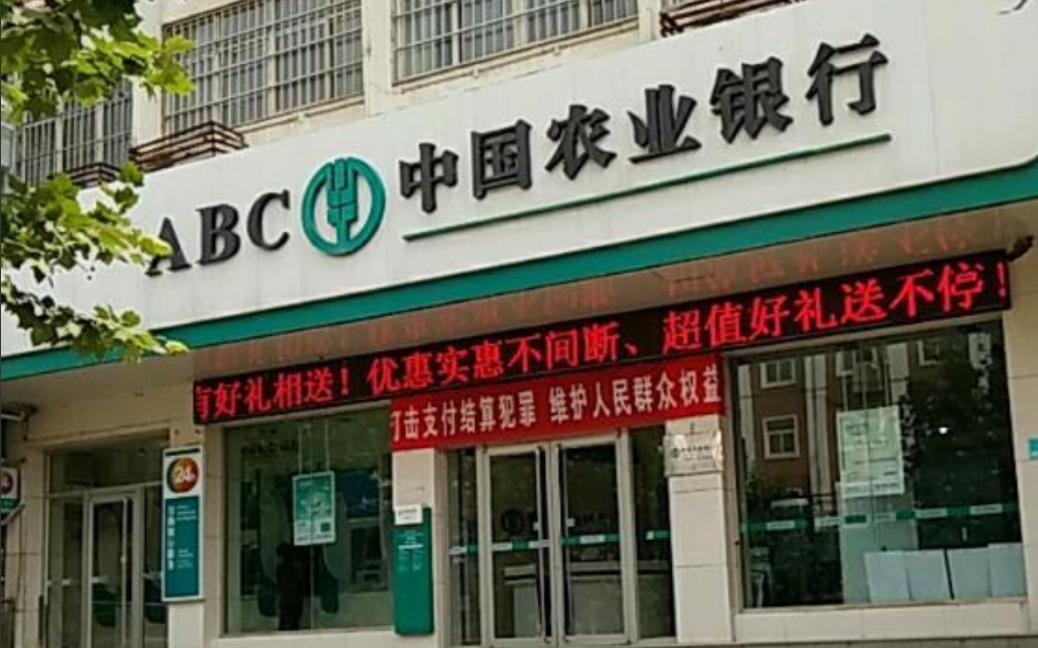 ABC 中国农业银行
有好礼相送！优惠实惠不间断、超值好礼送不停！
打击支付结算犯罪 维护人民群众权益
24